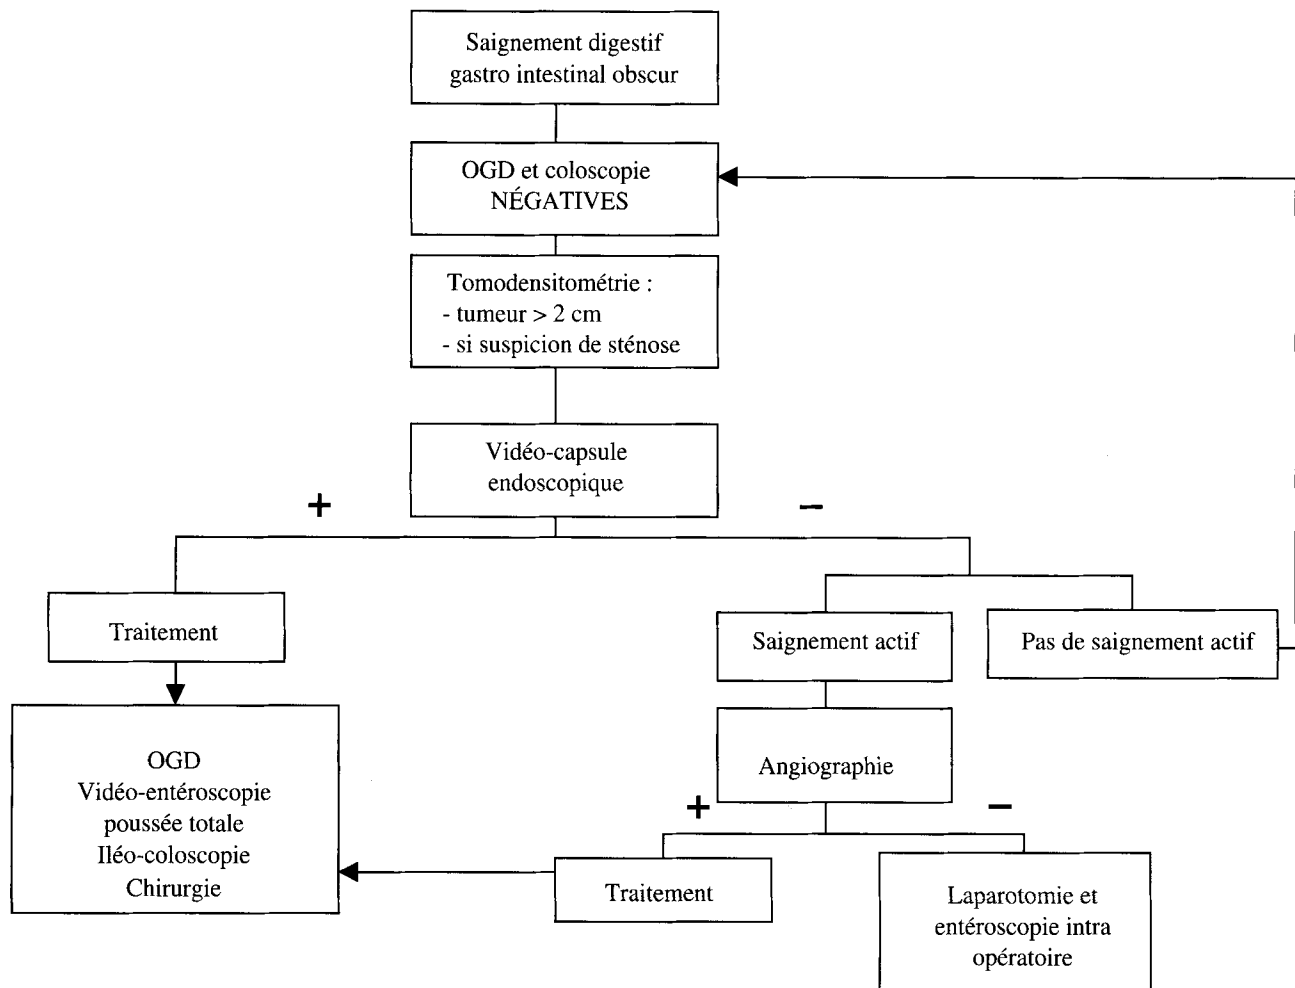 Saignement digestif
gastro intestinal obscur
OGD et coloscopie
NÉGATIVES
Tomodensitométrie :
- tumeur > 2 cm
- si suspicion de sténose
Vidéo-capsule
endoscopique
+
−
Traitement
Saignement actif
Pas de saignement actif
OGD
Vidéo-entéroscopie
poussée totale
Iléo-coloscopie
Chirurgie
Angiographie
+
−
Traitement
Laparotomie et
entéroscopie intra
opératoire